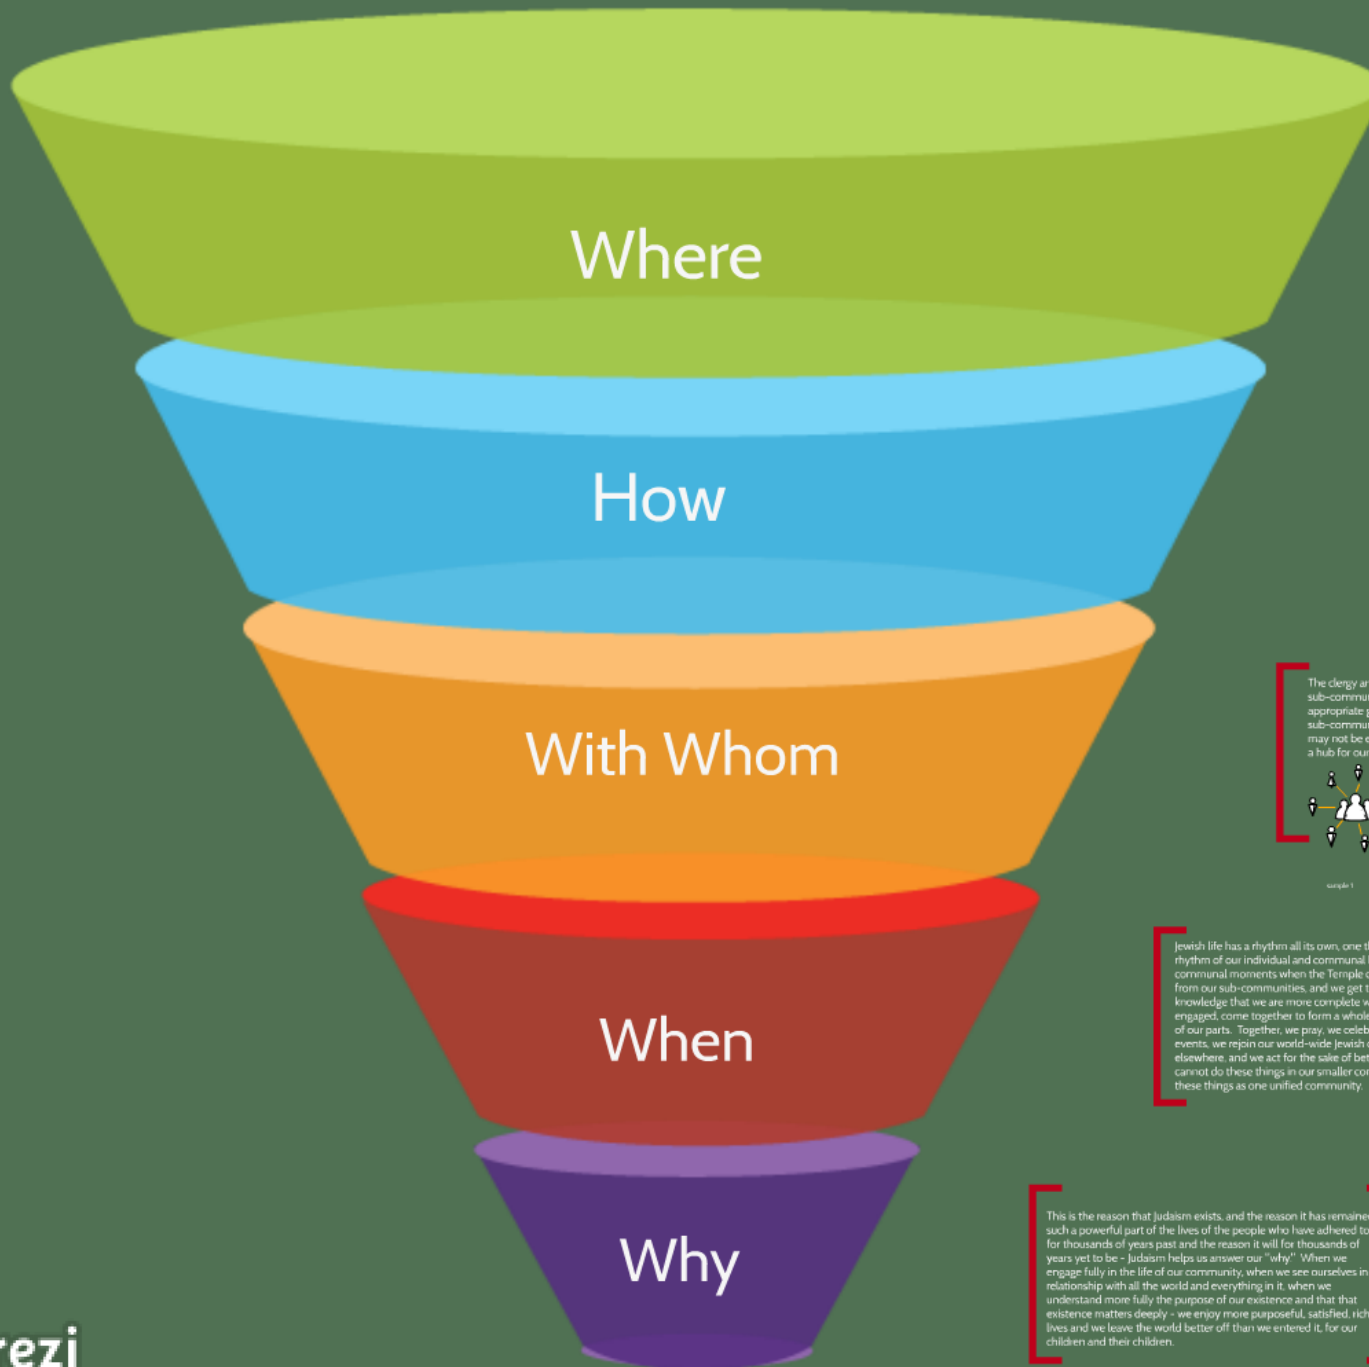 Where
How
With Whom
The clergy
sub-commu
appropriate
sub-commu
may not be
a hub for our
sample 1
When
Jewish life has a rhythm all its own, one
rhythm of our individual and communal
communal moments when the Temple
from our sub-communities, and we get
knowledge that we are more complete
engaged, come together to form a whole
of our parts. Together, we pray, we celeb
events, we rejoin our world-wide Jewish
elsewhere, and we act for the sake of bet
cannot do these things in our smaller
these things as one unified community.
Why
This is the reason that Judaism exists, and the reason it has remained
such a powerful part of the lives of the people who have adhered to
for thousands of years past and the reason it will for thousands of
years yet to be - Judaism helps us answer our "why." When we
engage fully in the life of our community, when we see ourselves in
relationship with all the world and everything in it, when we
understand more fully the purpose of our existence and that that
existence matters deeply - we enjoy more purposeful, satisfied, rich
lives and we leave the world better off than we entered it, for our
children and their children.
rezi